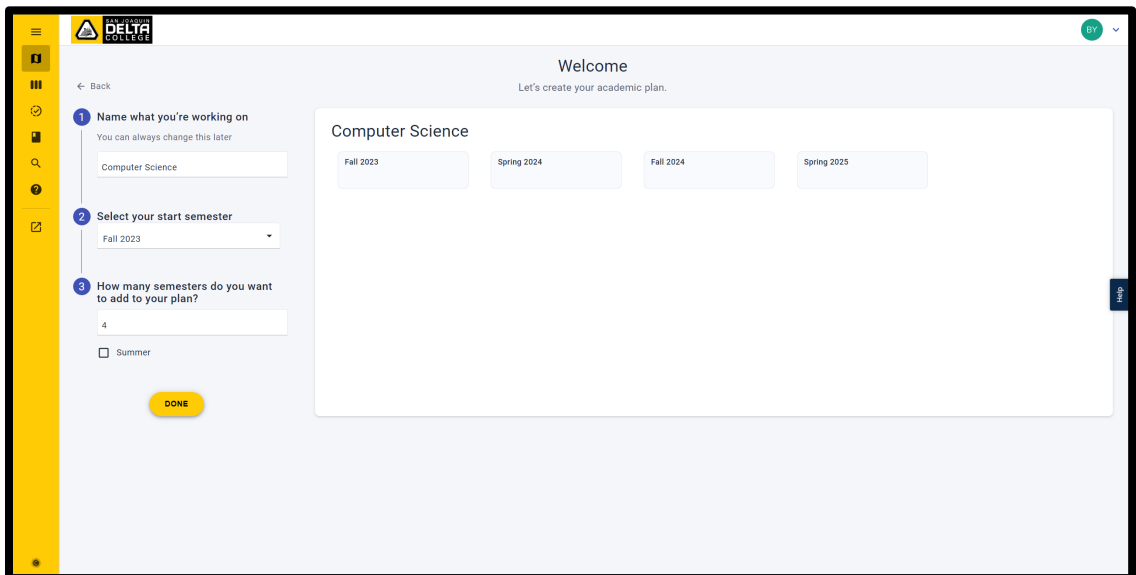 SAN JOAQUIN
DELTA
COLLEGE
BY
Welcome
Let's create your academic plan.
Back
1 Name what you're working on
You can always change this later
Computer Science
2 Select your start semester
Fall 2023
3 How many semesters do you want
to add to your plan?
4
Summer
DONE
Computer Science
Fall 2023
Spring 2024
Fall 2024
Spring 2025
Help